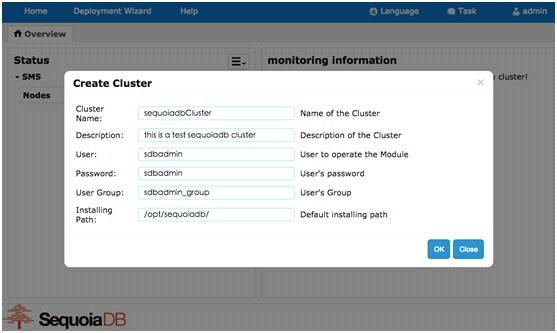 Home Deployment Wizard Help Language Task admin
Overview
Status
monitoring information
SMS
cluster!
Nodes
Create Cluster ×
Cluster Name: sequoiadbCluster Name of the Cluster
Description: this is a test sequoiadb cluster Description of the Cluster
User: sdbadmin User to operate the Module
Password: sdbadmin User's password
User Group: sdbadmin_group User's Group
Installing Path: /opt/sequoiadb/ Default installing path
OK Close
SequoiaDB